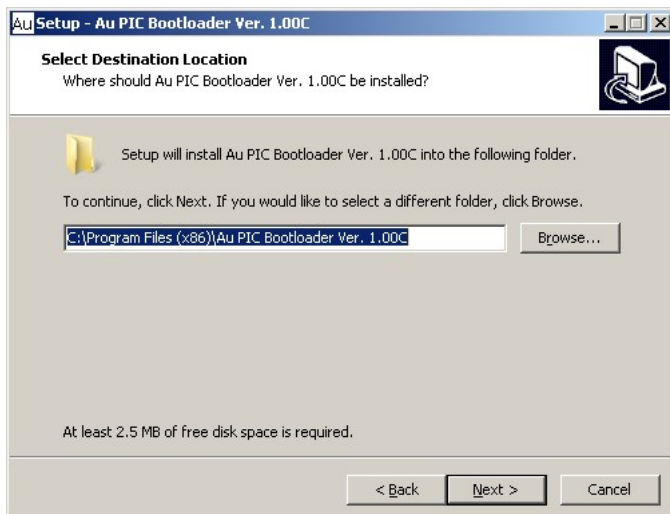 Au Setup - Au PIC Bootloader Ver. 1.00C
Select Destination Location
Where should Au PIC Bootloader Ver. 1.00C be installed?
Setup will install Au PIC Bootloader Ver. 1.00C into the following folder.
To continue, click Next. If you would like to select a different folder, click Browse.
C:\Program Files (x86)\Au PIC Bootloader Ver. 1.00C Browse...
At least 2.5 MB of free disk space is required.
< Back Next > Cancel